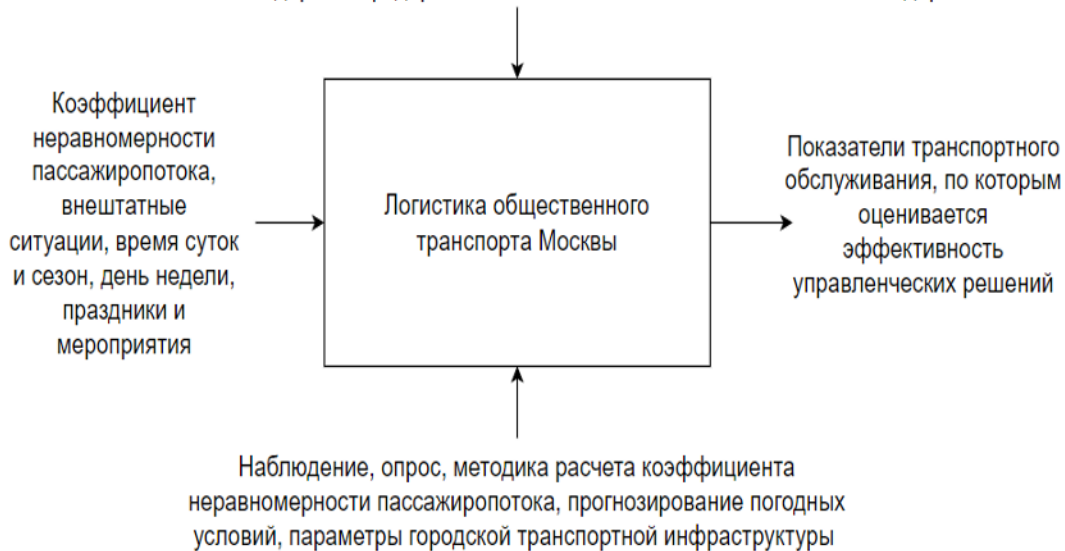 Коэффициент
неравномерности
пассажиропотока,
внештатные
ситуации, время суток
и сезон, день недели,
праздники и
мероприятия
Логистика общественного
транспорта Москвы
Показатели транспортного
обслуживания, по которым
оценивается
эффективность
управленческих решений
Наблюдение, опрос, методика расчета коэффициента
неравномерности пассажиропотока, прогнозирование погодных
условий, параметры городской транспортной инфраструктуры